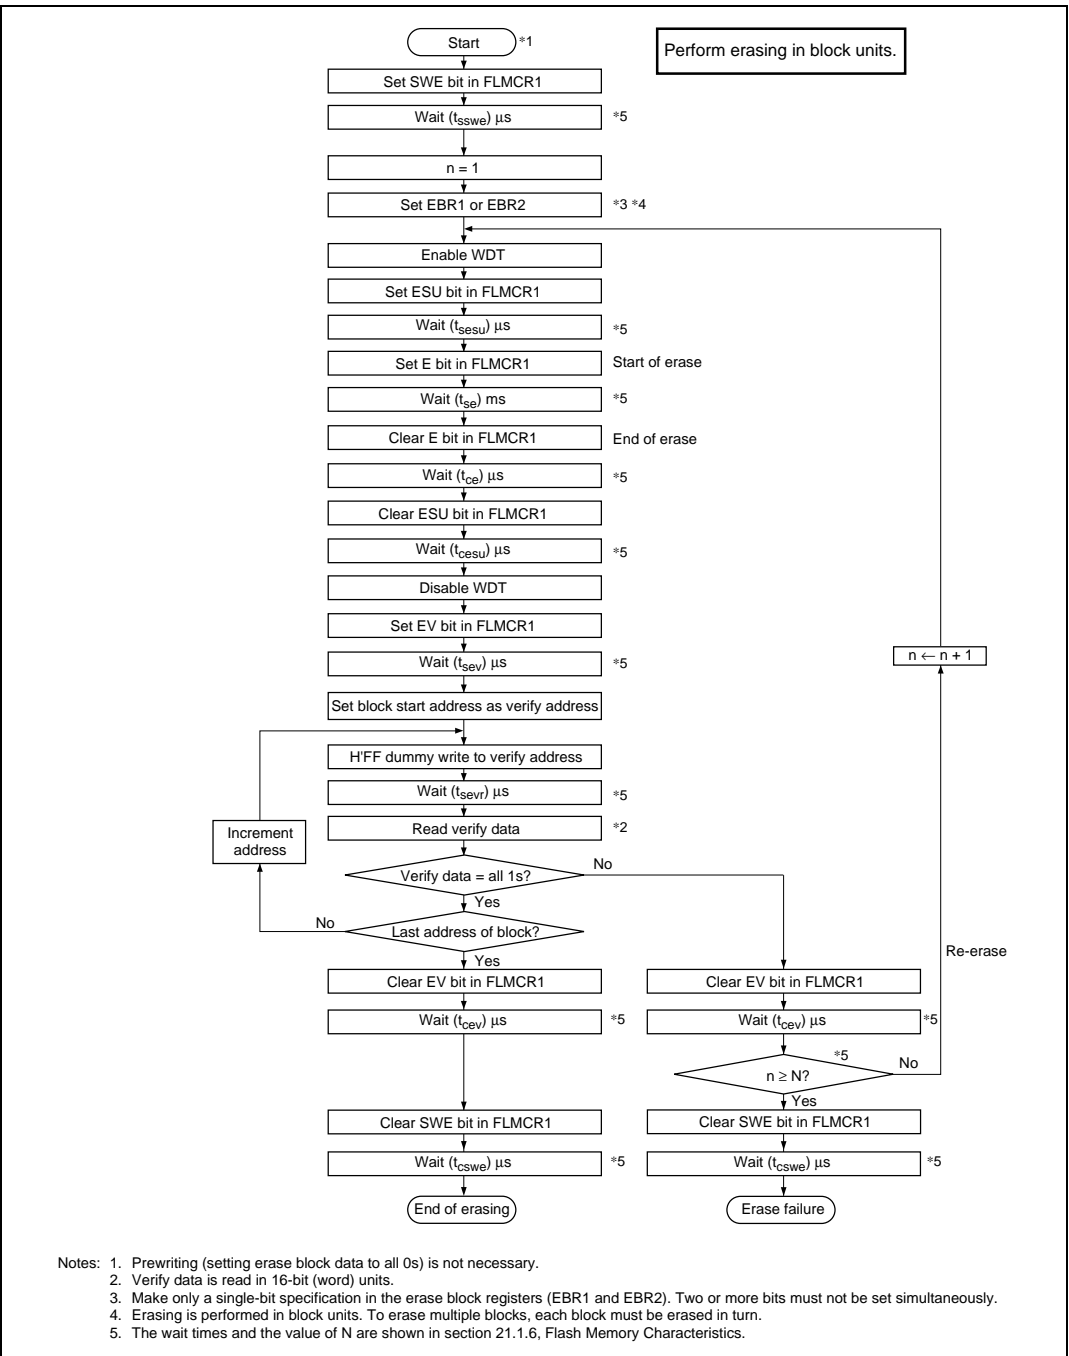 Start *1
Perform erasing in block units.
Set SWE bit in FLMCR1
Wait (tsswe) μs *5
n = 1
Set EBR1 or EBR2 *3 *4
Enable WDT
Set ESU bit in FLMCR1
Wait (tsesu) μs *5
Set E bit in FLMCR1 Start of erase
Wait (tse) ms *5
Clear E bit in FLMCR1 End of erase
Wait (tce) μs *5
Clear ESU bit in FLMCR1
Wait (tcesu) μs *5
Disable WDT
Set EV bit in FLMCR1
Wait (tsev) μs *5
n ← n + 1
Set block start address as verify address
H'FF dummy write to verify address
Wait (tsevr) μs *5
Read verify data *2
Increment
address
Verify data = all 1s?
No
Yes
Last address of block?
No
Yes
Re-erase
Clear EV bit in FLMCR1
Wait (tcev) μs *5
Clear EV bit in FLMCR1
Wait (tcev) μs *5
n ≥ N? *5
No
Yes
Clear SWE bit in FLMCR1
Wait (tcswe) μs *5
End of erasing
Clear SWE bit in FLMCR1
Wait (tcswe) μs *5
Erase failure
Notes: 1. Prewriting (setting erase block data to all 0s) is not necessary.
2. Verify data is read in 16-bit (word) units.
3. Make only a single-bit specification in the erase block registers (EBR1 and EBR2). Two or more bits must not be set simultaneously.
4. Erasing is performed in block units. To erase multiple blocks, each block must be erased in turn.
5. The wait times and the value of N are shown in section 21.1.6, Flash Memory Characteristics.